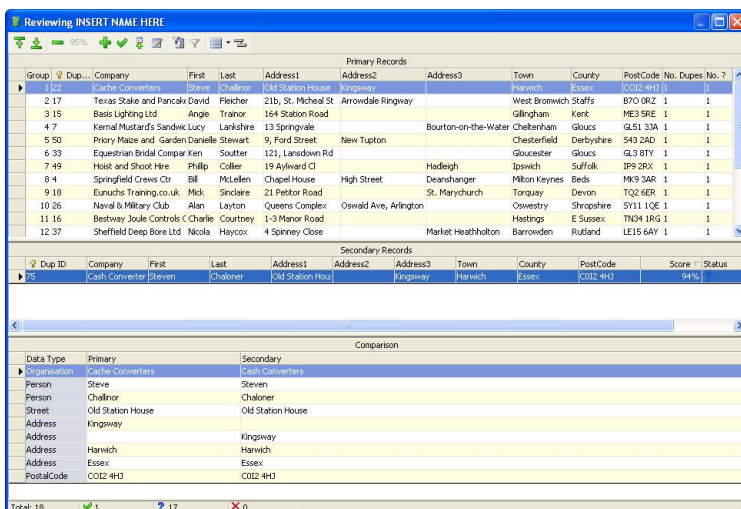 Reviewing INSERT NAME HERE
95%
Primary Records
Group Dup... Company First Last Address1 Address2 Address3 Town County PostCode No. Dupes No. ?
1 22 Cache Converters Steve Challinor Old Station House Kingsway Harwich Essex COI2 4HJ 1 1
2 17 Texas Stake and Pancake David Fleicher 21b, St. Micheal St Arrowdale Ringway West Bromwich Staffs B7O 0RZ 1 1
3 15 Basis Lighting Ltd Angie Trainor 164 Station Road Gillingham Kent ME3 5RE 1 1
4 7 Kernal Mustard's Sandwic Lucy Lankshire 13 Springvale Bourton-on-the-Water Cheltenham Gloucs GL51 3JA 1 1
5 50 Priory Maize and Garden Danielle Stewart 9, Ford Street New Tupton Chesterfield Derbyshire S43 2AD 1 1
6 33 Equestrian Bridal Compar Ken Soutter 121, Lansdown Rd Gloucester Gloucs GL3 8TY 1 1
7 49 Hoist and Shoot Hire Phillip Collier 19 Aylward Cl Hadleigh Ipswich Suffolk IP9 2RX 1 1
8 4 Springfield Crews Ctr Bill McLellen Chapel House High Street Deanshanger Milton Keynes Beds MK9 3AR 1 1
9 18 Eunuchs Training.co.uk Mick Sinclaire 21 Petitor Road St. Marychurch Torquay Devon TQ2 6ER 1 1
10 26 Naval & Military Club Alan Layton Queens Complex Oswald Ave, Arlington Oswestry Shropshire SY11 1QE 1 1
11 16 Bestway Joule Controls C Charlie Courtney 1-3 Manor Road Hastings E Sussex TN34 1RG 1 1
12 37 Sheffield Deep Bore Ltd Nicola Haycox 4 Spinney Close Market Heathholton Barrowden Rutland LE15 6AY 1 1
Secondary Records
Dup ID Company First Last Address1 Address2 Address3 Town County PostCode Score Status
75 Cash Converter Steven Chaloner Old Station Hou Kingsway Harwich Essex C0I2 4HJ 94%
Comparison
Data Type Primary Secondary
Organisation Cache Converters Cash Converters
Person Steve Steven
Person Challinor Chaloner
Street Old Station House Old Station House
Address Kingsway
Address Kingsway
Address Harwich Harwich
Address Essex Essex
PostalCode COI2 4HJ C0I2 4HJ
Total: 18 1 ? 17 0